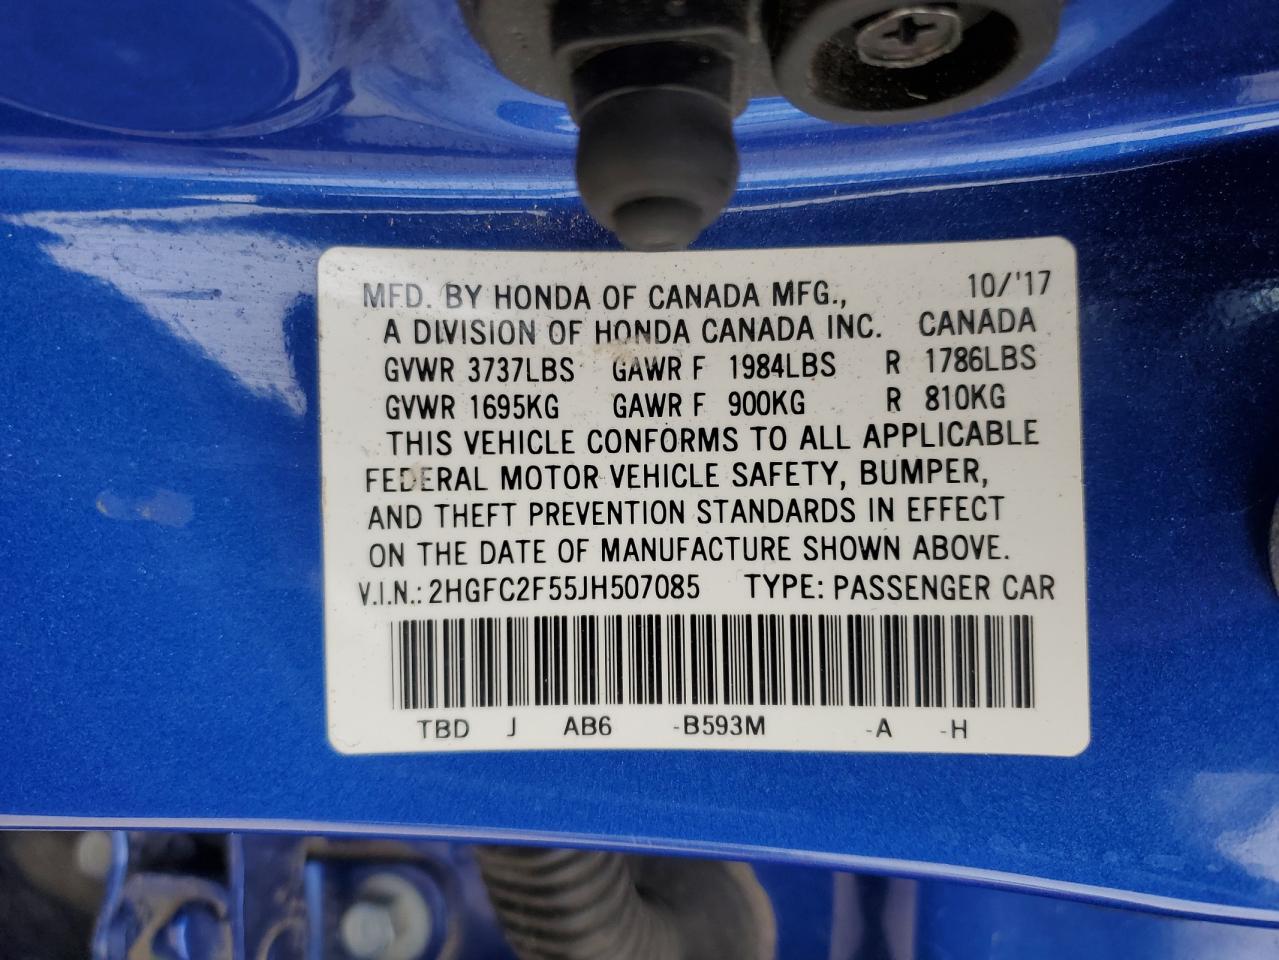 MFD. BY HONDA OF CANADA MFG., 10/'17
A DIVISION OF HONDA CANADA INC. CANADA
GVWR 3737LBS GAWR F 1984LBS R 1786LBS
GVWR 1695KG GAWR F 900KG R 810KG
THIS VEHICLE CONFORMS TO ALL APPLICABLE
FEDERAL MOTOR VEHICLE SAFETY, BUMPER,
AND THEFT PREVENTION STANDARDS IN EFFECT
ON THE DATE OF MANUFACTURE SHOWN ABOVE.
V.I.N.: 2HGFC2F55JH507085 TYPE: PASSENGER CAR
TBD J AB6 -B593M -A -H